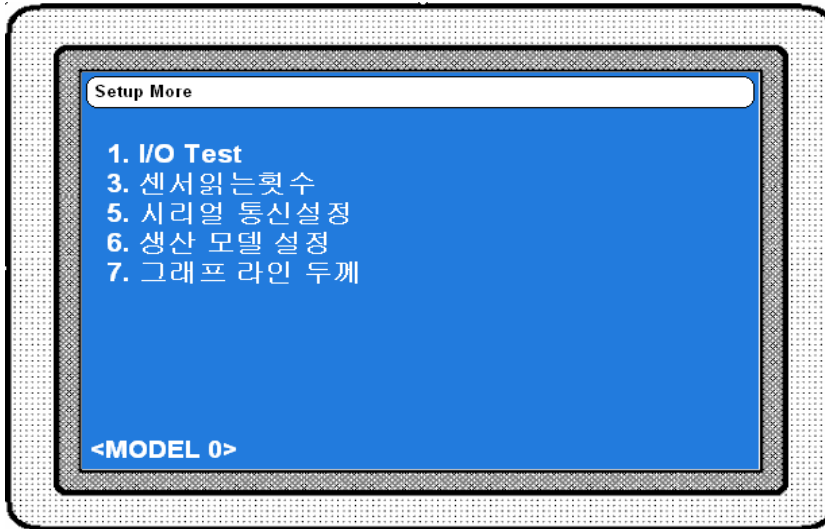 Setup More
1. I/O Test
3. 센서읽는횟수
5. 시리얼 통신설정
6. 생산 모델 설정
7. 그래프 라인 두께
<MODEL 0>